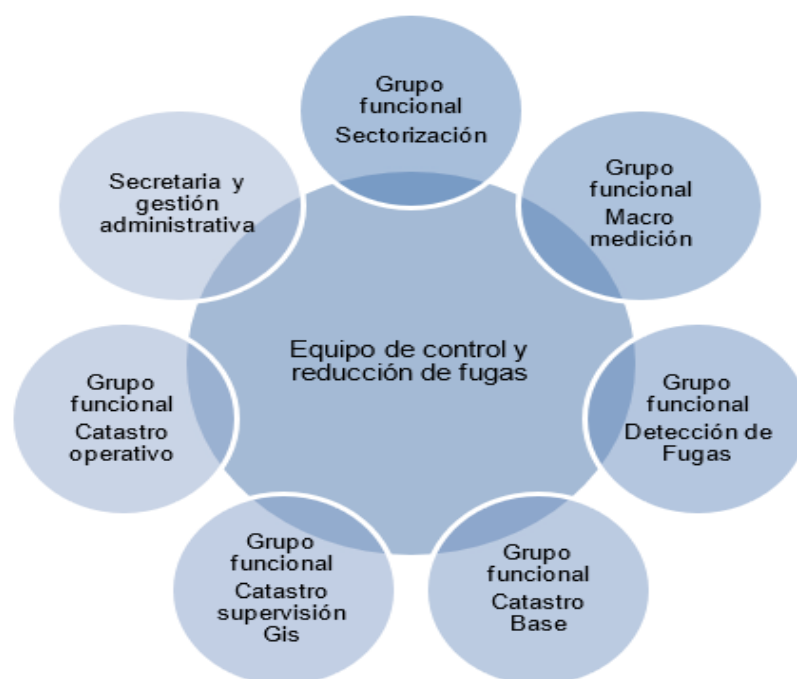 Grupo
funcional
Sectorización
Grupo
funcional
Macro
medición
Grupo
funcional
Detección de
Fugas
Grupo
funcional
Catastro
Base
Grupo
funcional
Catastro
supervisión
Gis
Grupo
funcional
Catastro
operativo
Secretaria y
gestión
administrativa
Equipo de control y
reducción de fugas